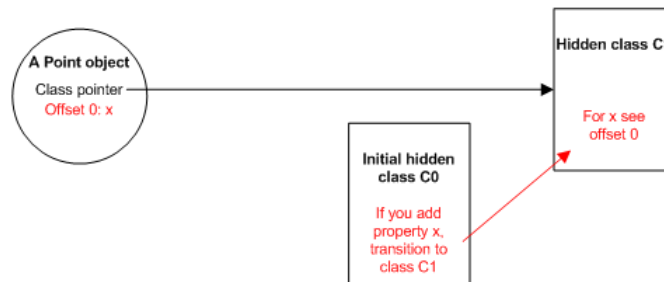 A Point object
Class pointer
Offset 0: x
Hidden class C
For x see
offset 0
Initial hidden
class C0
If you add
property x,
transition to
class C1